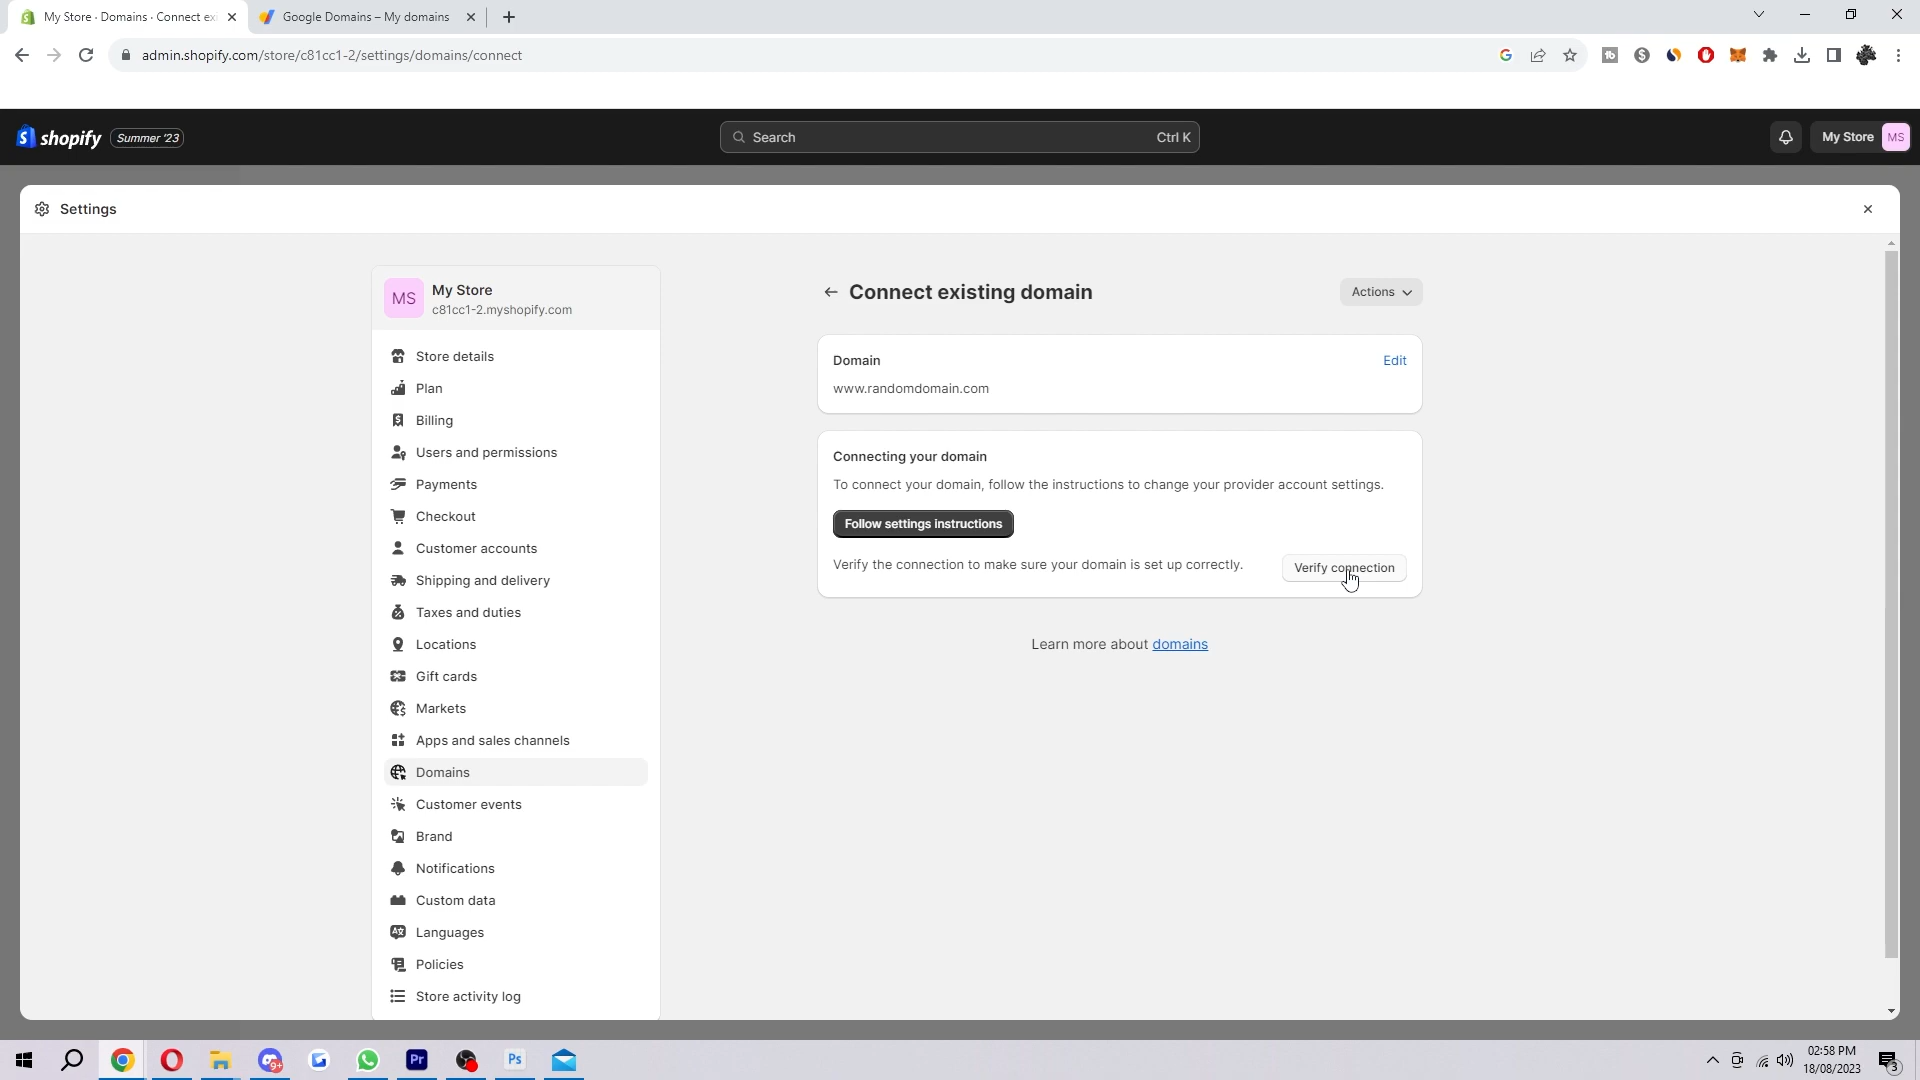 My Store · Domains · Connect exi
Google Domains – My domains
admin.shopify.com/store/c81cc1-2/settings/domains/connect
shopify
Summer '23
Search
Ctrl K
My Store
MS
Settings
MS
My Store
c81cc1-2.myshopify.com
Store details
Plan
Billing
Users and permissions
Payments
Checkout
Customer accounts
Shipping and delivery
Taxes and duties
Locations
Gift cards
Markets
Apps and sales channels
Domains
Customer events
Brand
Notifications
Custom data
Languages
Policies
Store activity log
Connect existing domain
Actions
Domain
Edit
www.randomdomain.com
Connecting your domain
To connect your domain, follow the instructions to change your provider account settings.
Follow settings instructions
Verify the connection to make sure your domain is set up correctly.
Verify connection
Learn more about domains
9+
Pr
Ps
02:58 PM
18/08/2023
3